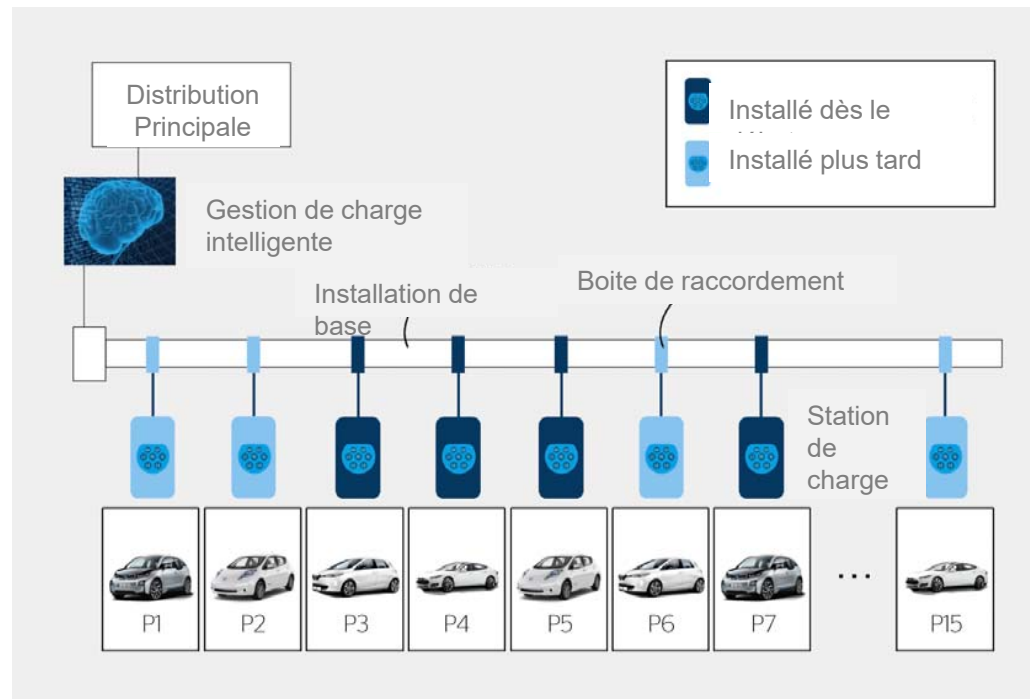 Distribution
Principale
Installé dès le
Installé plus tard
Gestion de charge
intelligente
Installation de
base
Boite de raccordement
Station
de
charge
P1
P2
P3
P4
P5
P6
P7
...
P15